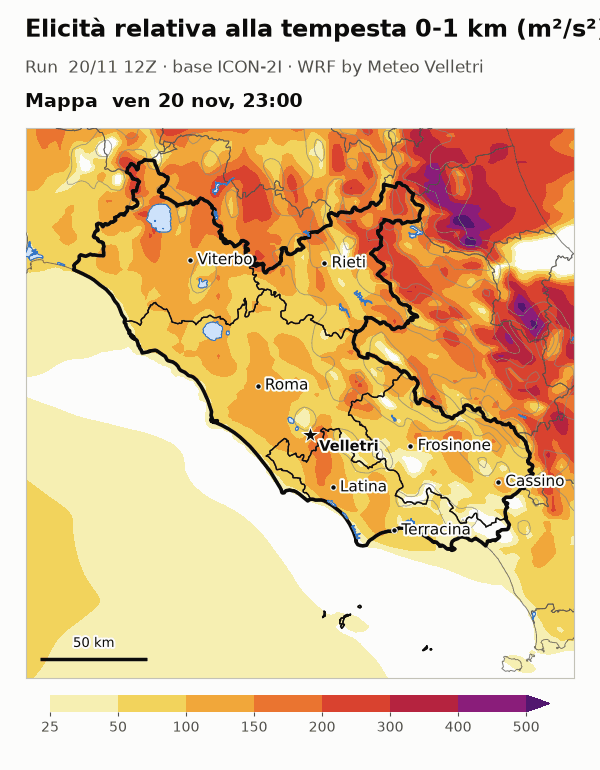 Elicità relativa alla tempesta 0-1 km (m²/s²)
Run 20/11 12Z · base ICON-2I · WRF by Meteo Velletri
Mappa ven 20 nov, 23:00
Viterbo
Rieti
Roma
Velletri
Frosinone
Latina
Cassino
Terracina
50 km
25 50 100 150 200 300 400 500